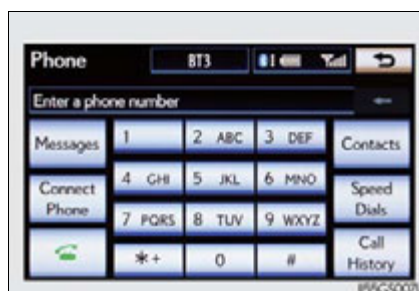 Phone BT3
Enter a phone number
Messages 1 2 ABC 3 DEF Contacts
Connect Phone 4 GHI 5 JKL 6 MNO Speed Dials
7 PQRS 8 TUV 9 WXYZ
*+ 0 # Call History